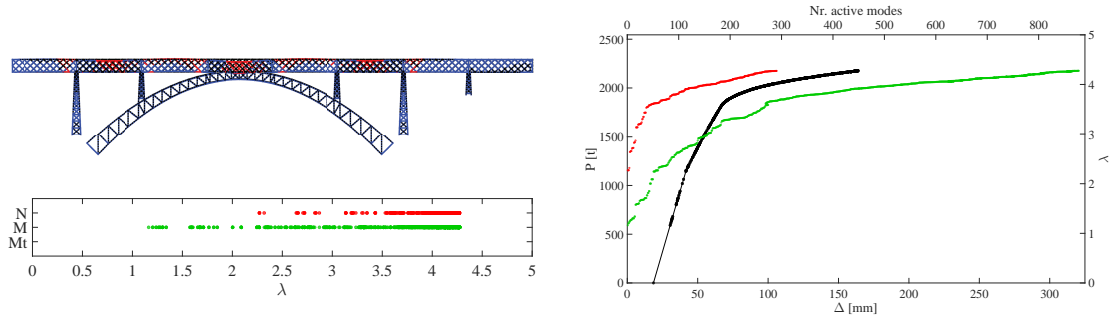 N
M
Mt
0 0.5 1 1.5 2 2.5 3 3.5 4 4.5 5
λ
Nr. active modes
0 100 200 300 400 500 600 700 800
2500
2000
1500
1000
500
0
P [t]
5
4
3
2
1
0
λ
0 50 100 150 200 250 300
Δ [mm]